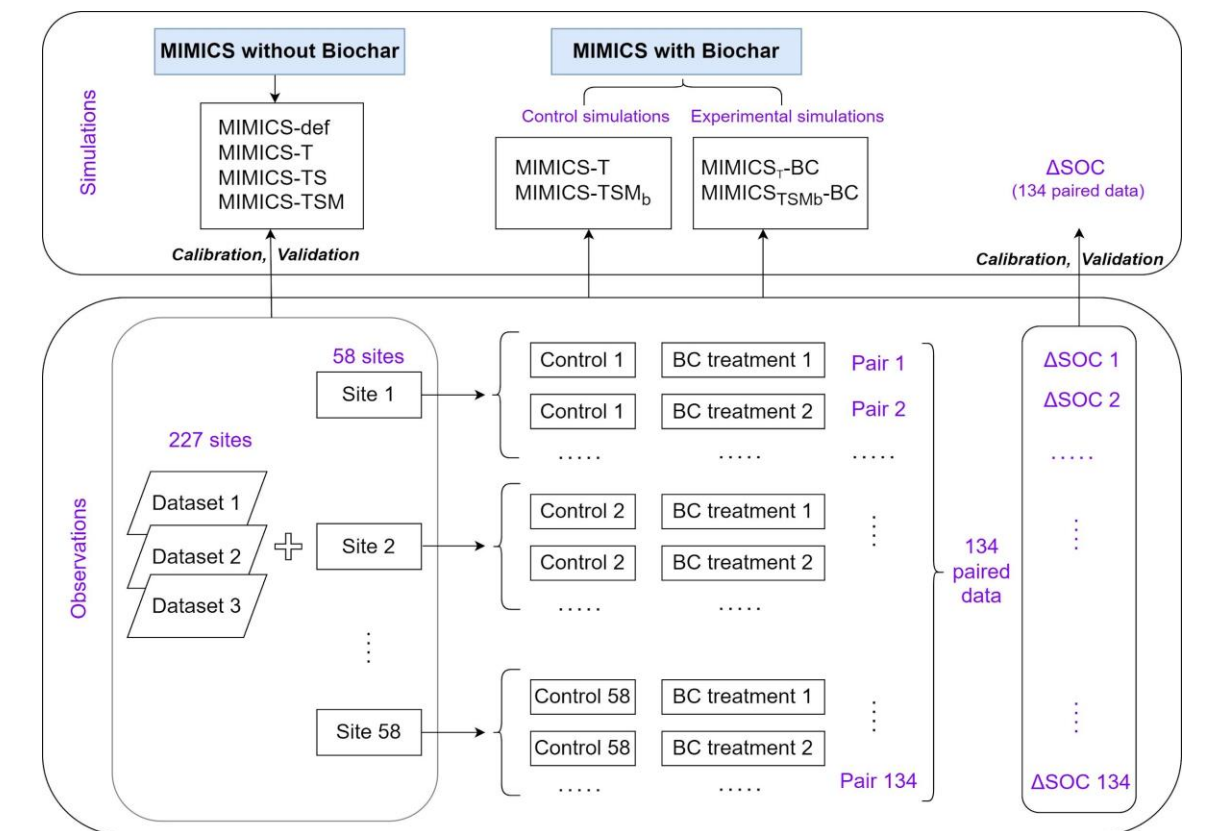 MIMICS without Biochar
MIMICS with Biochar
Simulations
Control simulations
Experimental simulations
MIMICS-def
MIMICS-T
MIMICS-TS
MIMICS-TSM
MIMICS-T
MIMICS-TSMb
MIMICST-BC
MIMICSTSMb-BC
ΔSOC
(134 paired data)
Calibration, Validation
Calibration, Validation
Observations
58 sites
227 sites
Dataset 1
Dataset 2
Dataset 3
Site 1
Control 1
BC treatment 1
Pair 1
Control 1
BC treatment 2
Pair 2
.....
.....
.....
Site 2
Control 2
BC treatment 1
Control 2
BC treatment 2
.....
.....
Site 58
Control 58
BC treatment 1
Control 58
BC treatment 2
.....
.....
Pair 134
134
paired
data
ΔSOC 1
ΔSOC 2
.....
ΔSOC 134